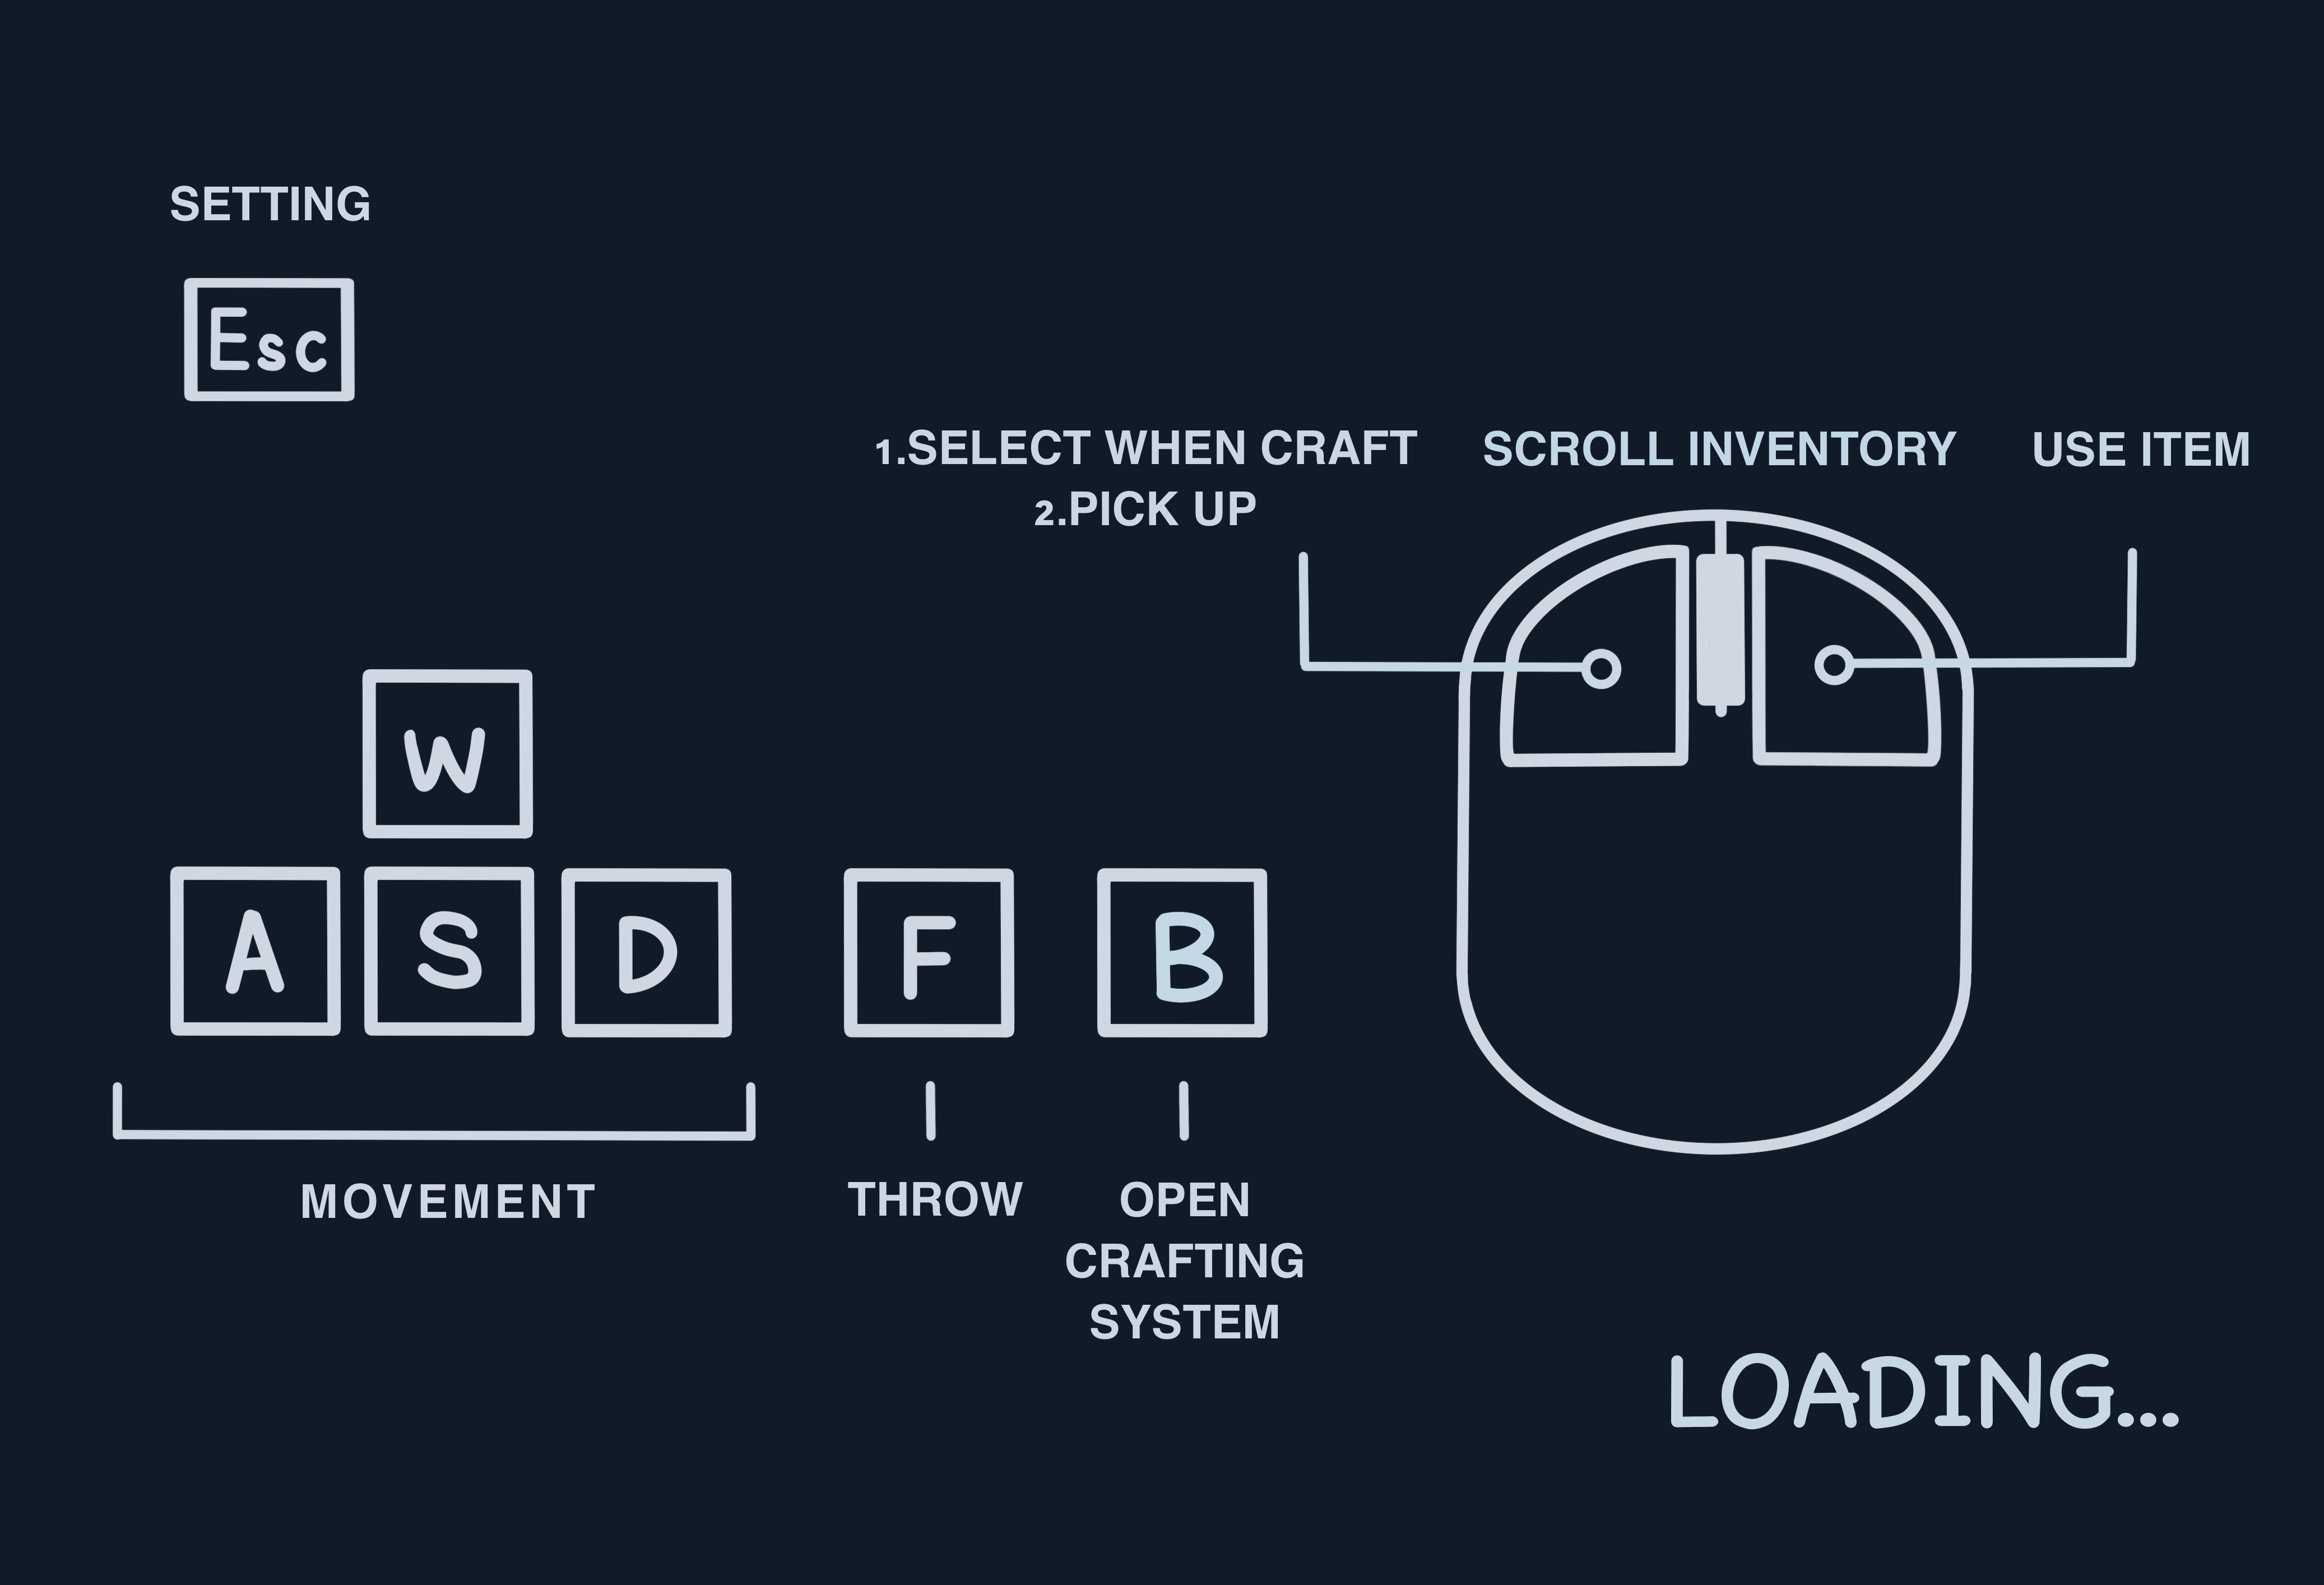 SETTING
Esc
1.SELECT WHEN CRAFT
2.PICK UP
SCROLL INVENTORY
USE ITEM
W
A S D
F
B
MOVEMENT
THROW
OPEN
CRAFTING
SYSTEM
LOADING...